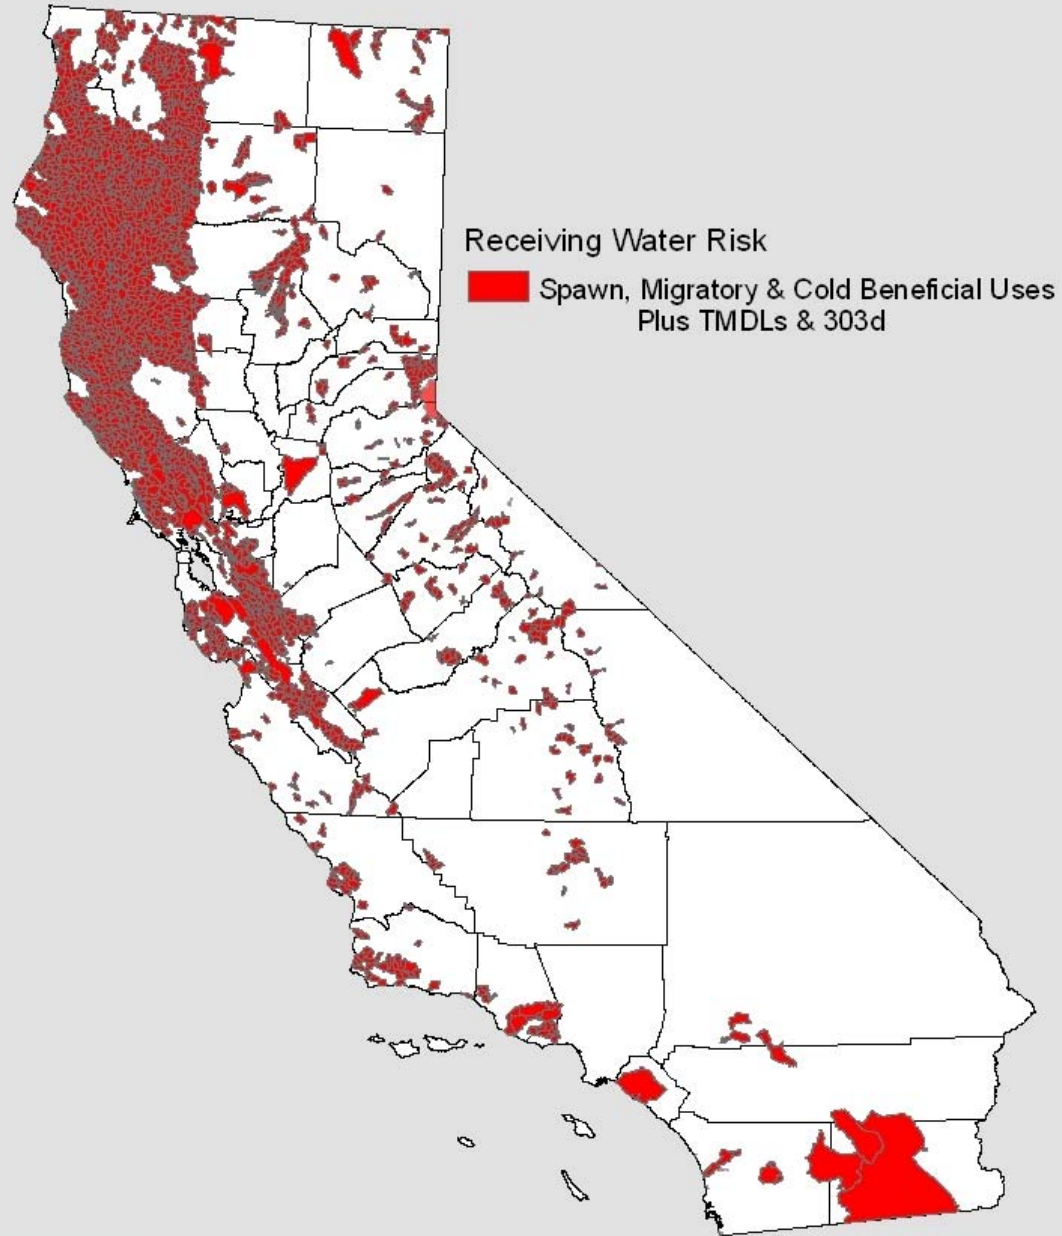 Receiving Water Risk
Spawn, Migratory & Cold Beneficial Uses
Plus TMDLs & 303d